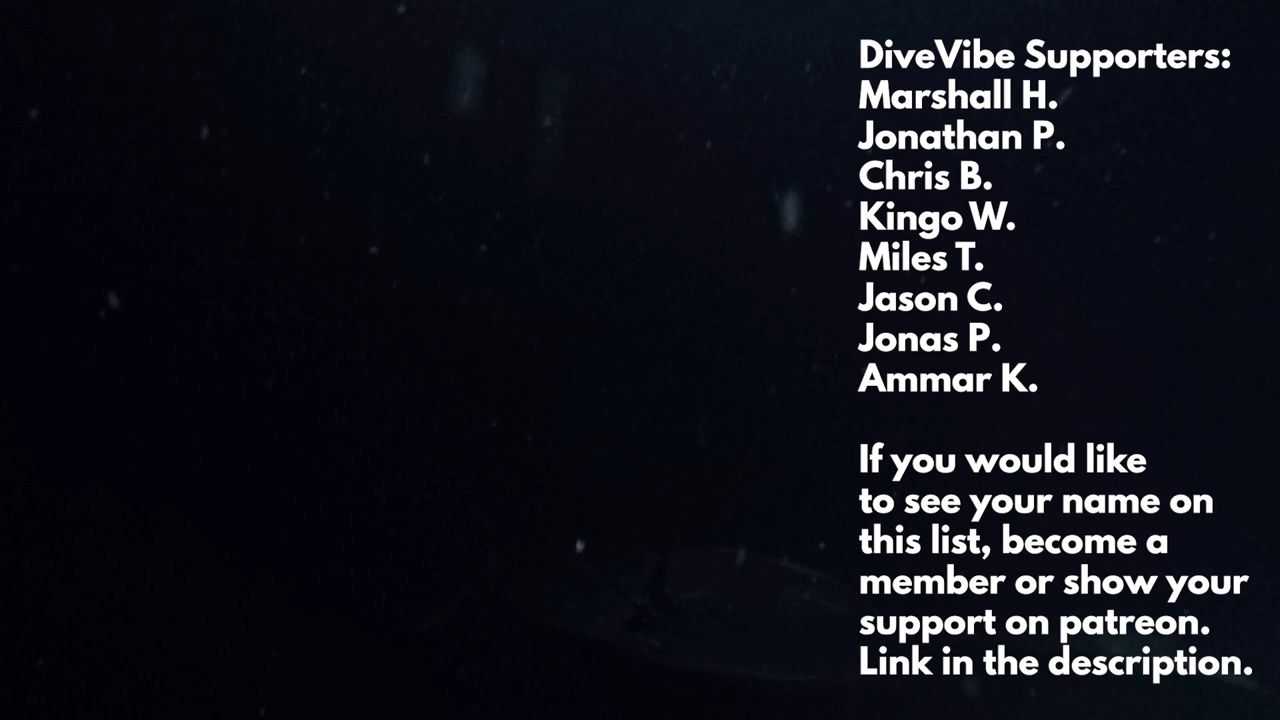 DiveVibe Supporters:
Marshall H.
Jonathan P.
Chris B.
Kingo W.
Miles T.
Jason C.
Jonas P.
Ammar K.
If you would like
to see your name on
this list, become a
member or show your
support on patreon.
Link in the description.